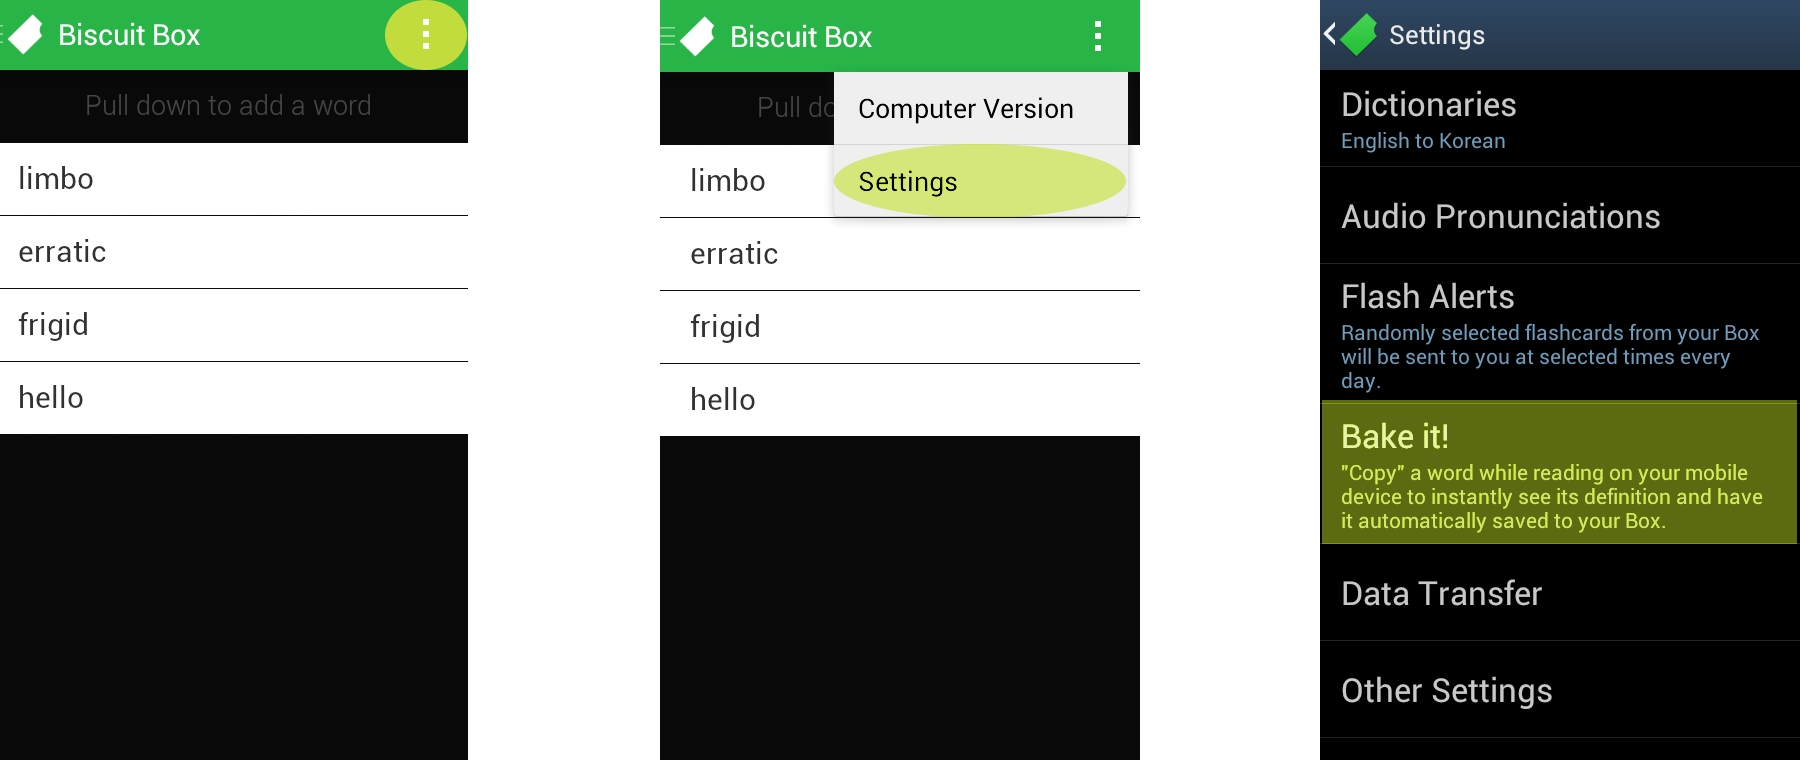 Biscuit Box
Pull down to add a word
limbo
erratic
frigid
hello
Biscuit Box
Pull do
Computer Version
limbo
Settings
erratic
frigid
hello
Settings
Dictionaries
English to Korean
Audio Pronunciations
Flash Alerts
Randomly selected flashcards from your Box
will be sent to you at selected times every
day.
Bake it!
"Copy" a word while reading on your mobile
device to instantly see its definition and have
it automatically saved to your Box.
Data Transfer
Other Settings